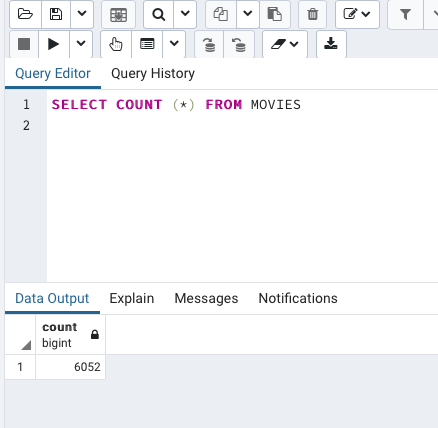 Query Editor Query History
1 SELECT COUNT (*) FROM MOVIES
2
Data Output Explain Messages Notifications
count
bigint
1 6052